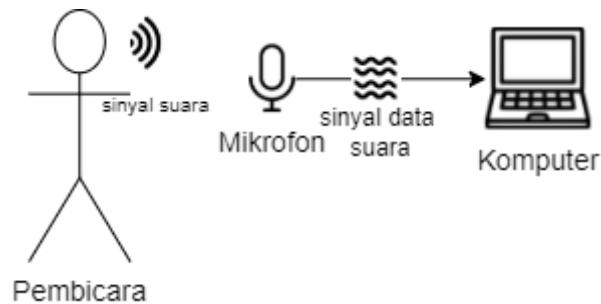 sinyal suara
Mikrofon
sinyal data
suara
Komputer
Pembicara